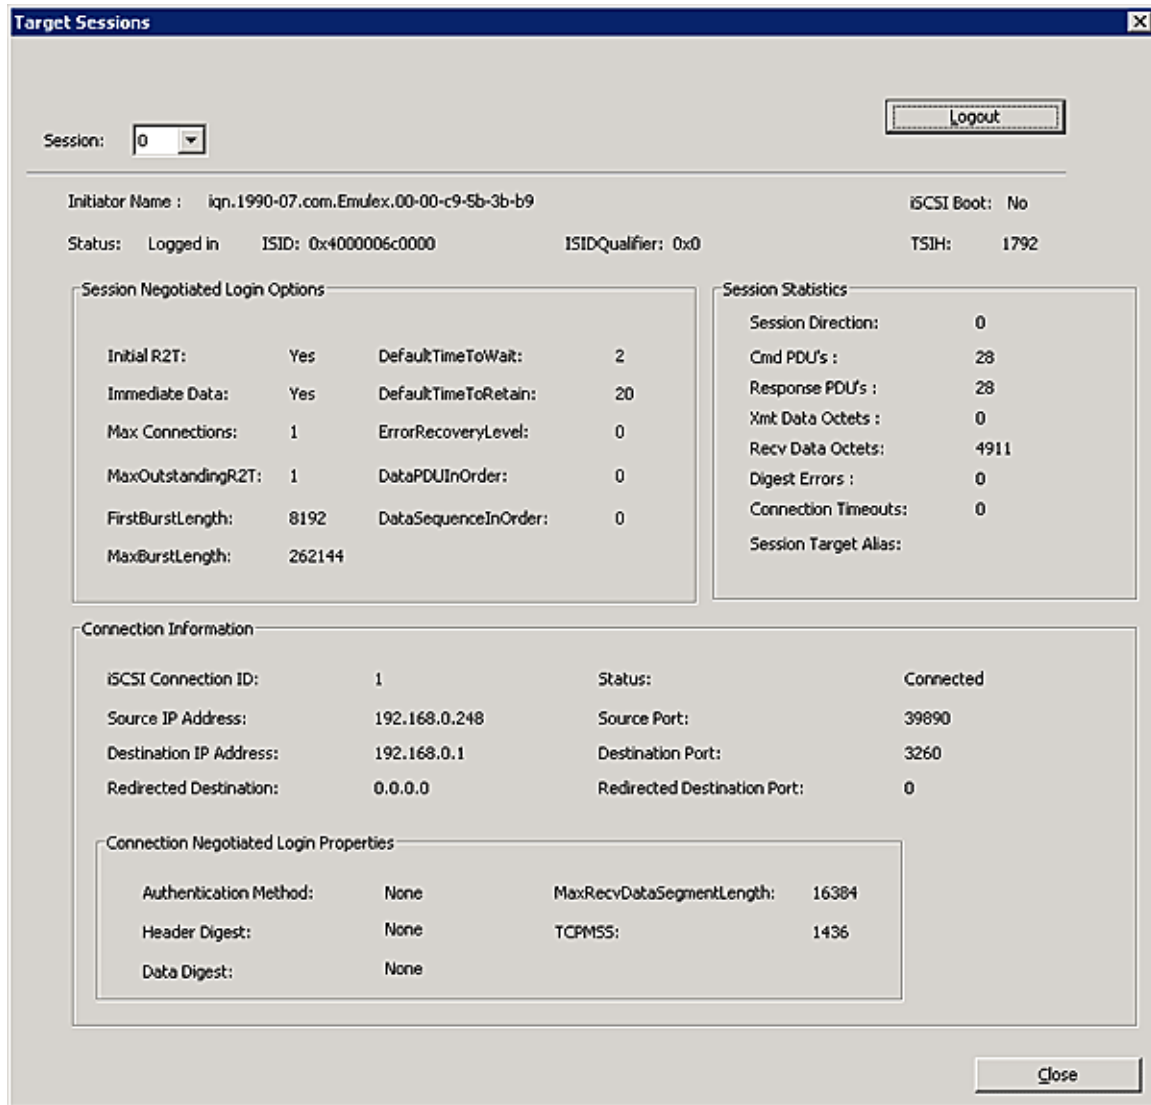 Target Sessions
Logout
Session: 0
Initiator Name : iqn.1990-07.com.Emulex.00-00-c9-5b-3b-b9 iSCSI Boot: No
Status: Logged in ISID: 0x4000006c0000 ISIDQualifier: 0x0 TSIH: 1792
Session Negotiated Login Options
Initial R2T: Yes DefaultTimeToWait: 2
Immediate Data: Yes DefaultTimeToRetain: 20
Max Connections: 1 ErrorRecoveryLevel: 0
MaxOutstandingR2T: 1 DataPDUInOrder: 0
FirstBurstLength: 8192 DataSequenceInOrder: 0
MaxBurstLength: 262144
Session Statistics
Session Direction: 0
Cmd PDU's : 28
Response PDU's : 28
Xmt Data Octets : 0
Recv Data Octets: 4911
Digest Errors : 0
Connection Timeouts: 0
Session Target Alias:
Connection Information
iSCSI Connection ID: 1 Status: Connected
Source IP Address: 192.168.0.248 Source Port: 39890
Destination IP Address: 192.168.0.1 Destination Port: 3260
Redirected Destination: 0.0.0.0 Redirected Destination Port: 0
Connection Negotiated Login Properties
Authentication Method: None MaxRecvDataSegmentLength: 16384
Header Digest: None TCPMSS: 1436
Data Digest: None
Close